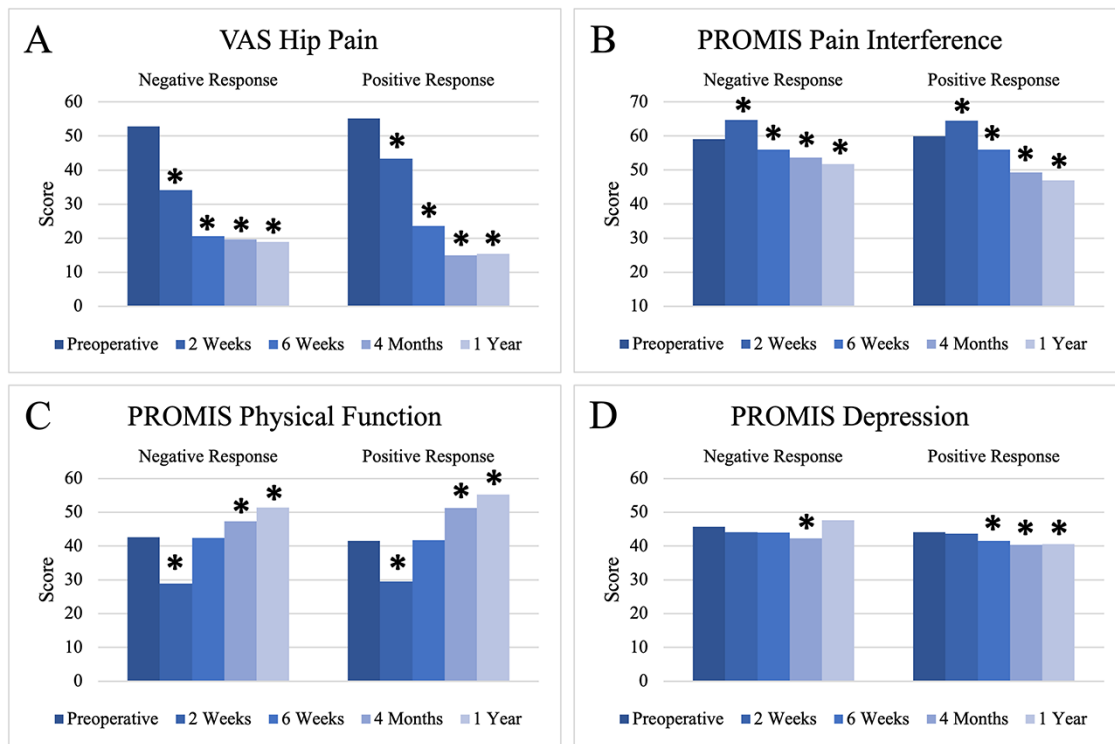 A
VAS Hip Pain
Negative Response
Positive Response
60
50
40
30
20
10
0
Score
* * * *
* * * *
Preoperative 2 Weeks 6 Weeks 4 Months 1 Year
B
PROMIS Pain Interference
Negative Response
Positive Response
70
60
50
40
30
20
10
Score
* * * *
* * * *
Preoperative 2 Weeks 6 Weeks 4 Months 1 Year
C
PROMIS Physical Function
Negative Response
Positive Response
60
50
40
30
20
10
0
Score
* * *
* * *
Preoperative 2 Weeks 6 Weeks 4 Months 1 Year
D
PROMIS Depression
Negative Response
Positive Response
60
50
40
30
20
10
0
Score
*
* * *
Preoperative 2 Weeks 6 Weeks 4 Months 1 Year